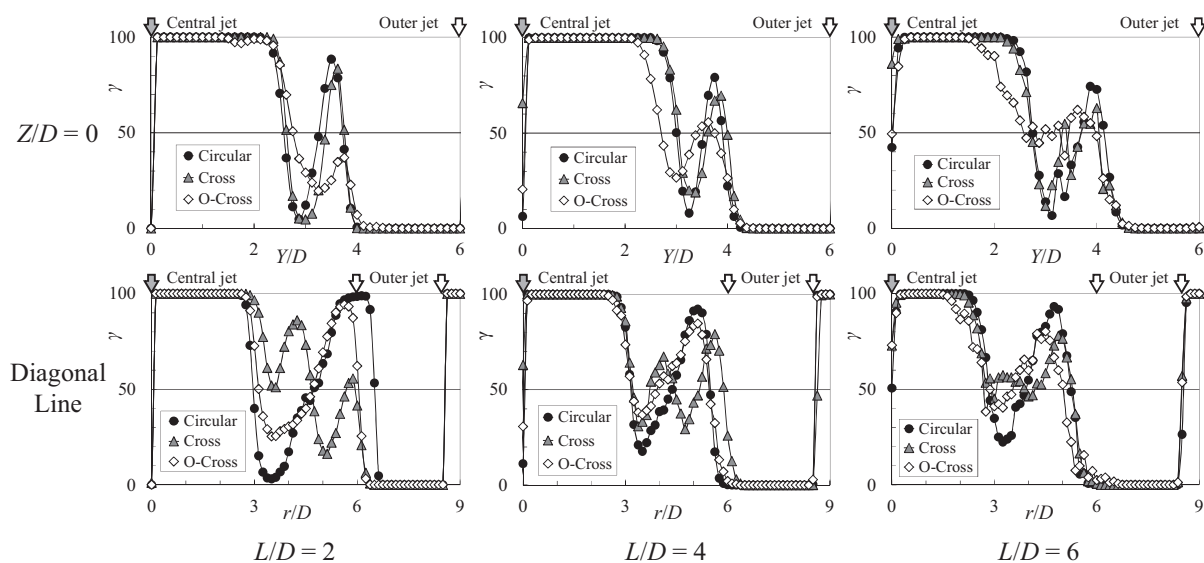 Central jet Outer jet
Central jet Outer jet
Central jet Outer jet
100
50
0
γ
Circular
Cross
O-Cross
0 2 4 6
Y/D
100
50
0
γ
Circular
Cross
O-Cross
0 2 4 6
Y/D
100
50
0
γ
Circular
Cross
O-Cross
0 2 4 6
Y/D
Z/D = 0
Central jet Outer jet
Central jet Outer jet
Central jet Outer jet
100
50
0
γ
Circular
Cross
O-Cross
0 3 6 9
r/D
100
50
0
γ
Circular
Cross
O-Cross
0 3 6 9
r/D
100
50
0
γ
Circular
Cross
O-Cross
0 3 6 9
r/D
Diagonal
Line
L/D = 2
L/D = 4
L/D = 6